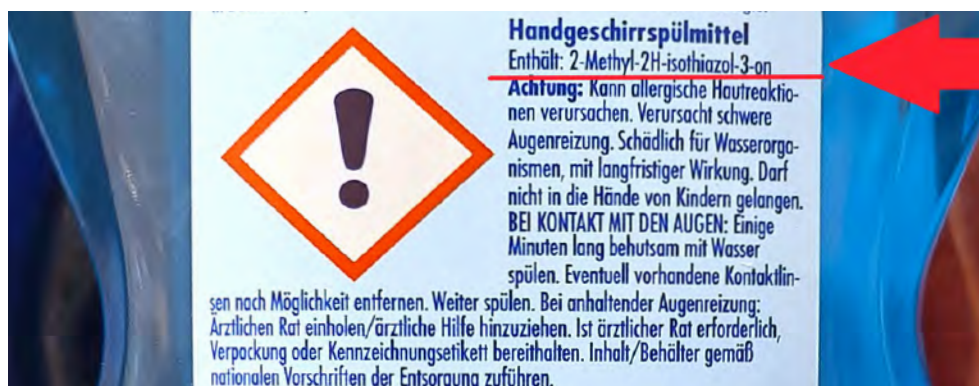 Handgeschirrspülmittel
Enthält: 2-Methyl-2H-isothiazol-3-on
Achtung: Kann allergische Hautreaktio-
nen verursachen. Verursacht schwere
Augenreizung. Schädlich für Wasserorga-
nismen, mit langfristiger Wirkung. Darf
nicht in die Hände von Kindern gelangen.
BEI KONTAKT MIT DEN AUGEN: Einige
Minuten lang behutsam mit Wasser
spülen. Eventuell vorhandene Kontaktlin-
sen nach Möglichkeit entfernen. Weiter spülen. Bei anhaltender Augenreizung:
Ärztlichen Rat einholen/ärztliche Hilfe hinzuziehen. Ist ärztlicher Rat erforderlich,
Verpackung oder Kennzeichnungsetikett bereithalten. Inhalt/Behälter gemäß
nationalen Vorschriften der Entsorgung zuführen.